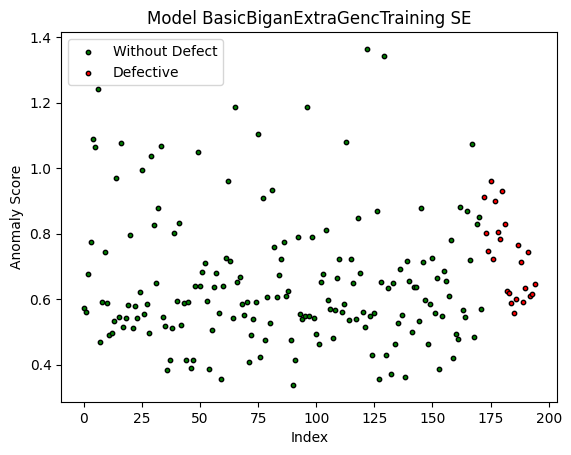 Model BasicBiganExtraGencTraining SE
Without Defect
Defective
Anomaly Score
1.4
1.2
1.0
0.8
0.6
0.4
0 25 50 75 100 125 150 175 200
Index